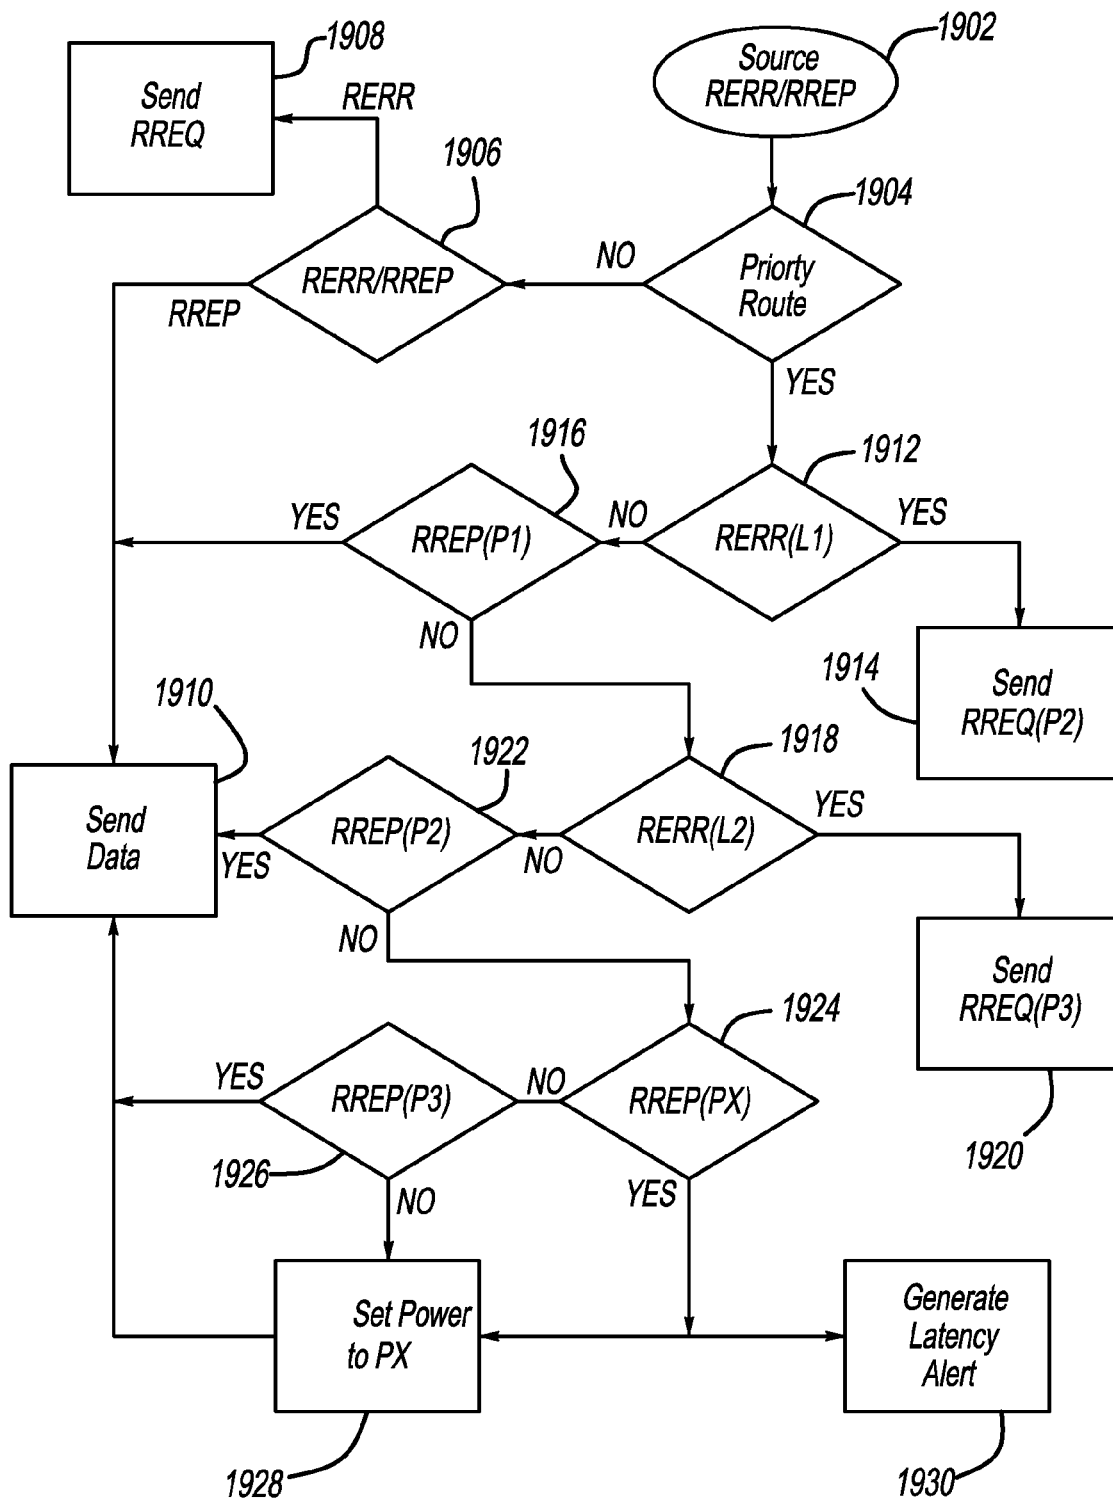 1908
1902
Send
RREQ
RERR
Source
RERR/RREP
1906
1904
NO
RERR/RREP
Priorty
Route
RREP
YES
1916
1912
YES
RREP(P1)
NO
RERR(L1)
YES
NO
1914
Send
RREQ(P2)
1910
1922
1918
Send
Data
YES
RREP(P2)
NO
RERR(L2)
YES
NO
Send
RREQ(P3)
1924
YES
RREP(P3)
NO
RREP(PX)
1926
1920
NO
YES
Set Power
to PX
Generate
Latency
Alert
1928
1930